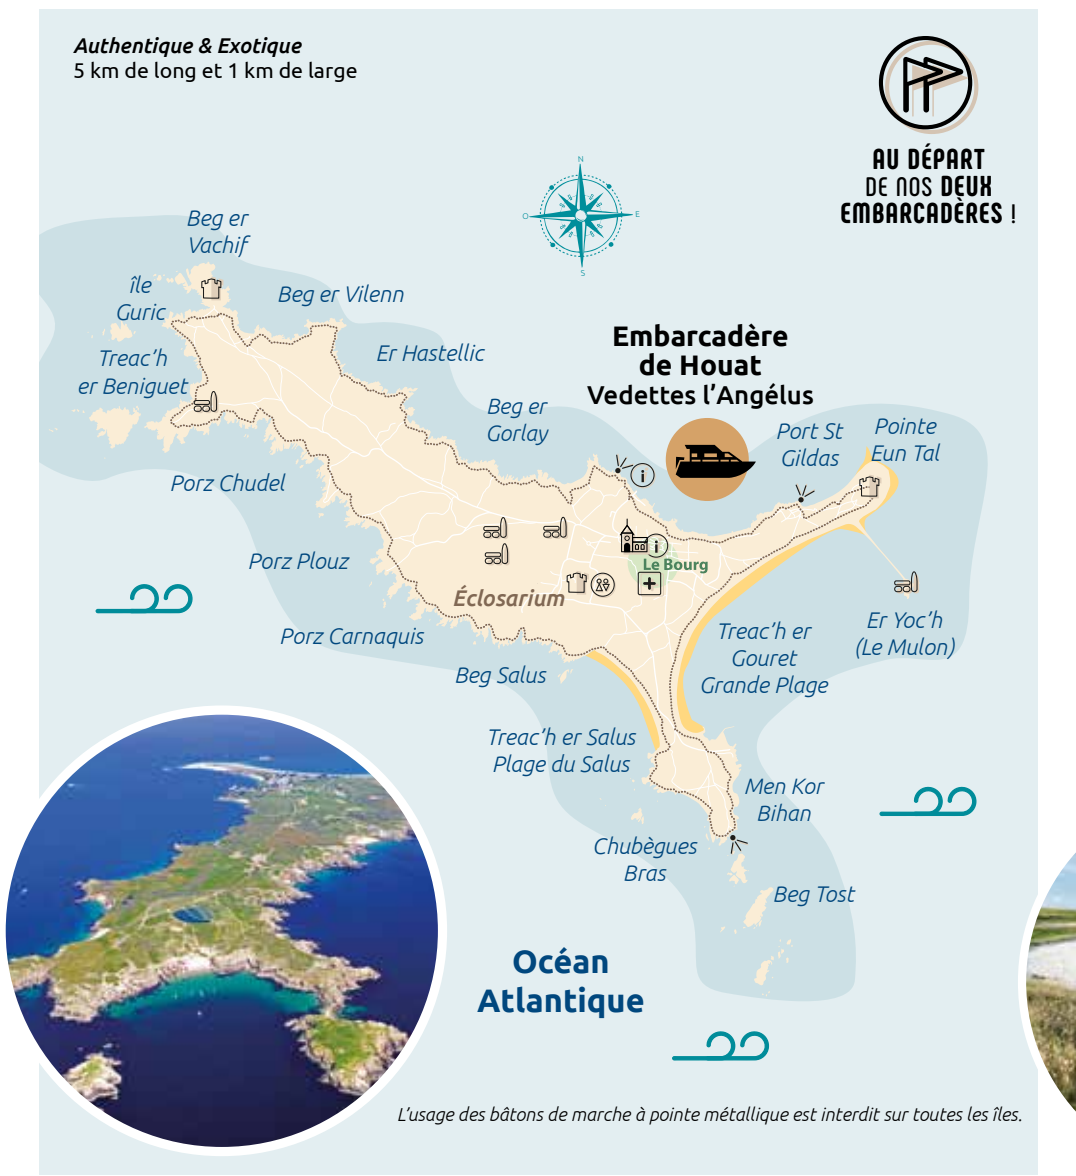 Authentique & Exotique
5 km de long et 1 km de large
AU DÉPART
DE NOS DEUX
EMBARCADÈRES !
N
O
E
S
Beg er
Vachif
île
Guric
Beg er Vilenn
Treac'h
er Beniguet
Er Hastellic
Embarcadère
de Houat
Vedettes l'Angélus
Beg er
Gorlay
Port St
Gildas
Pointe
Eun Tal
Porz Chudel
i
i
Le Bourg
Porz Plouz
Éclosarium
Er Yoc'h
(Le Mulon)
Porz Carnaquis
Treac'h er
Gouret
Grande Plage
Beg Salus
Treac'h er Salus
Plage du Salus
Men Kor
Bihan
Chubègues
Bras
Beg Tost
Océan
Atlantique
L'usage des bâtons de marche à pointe métallique est interdit sur toutes les îles.